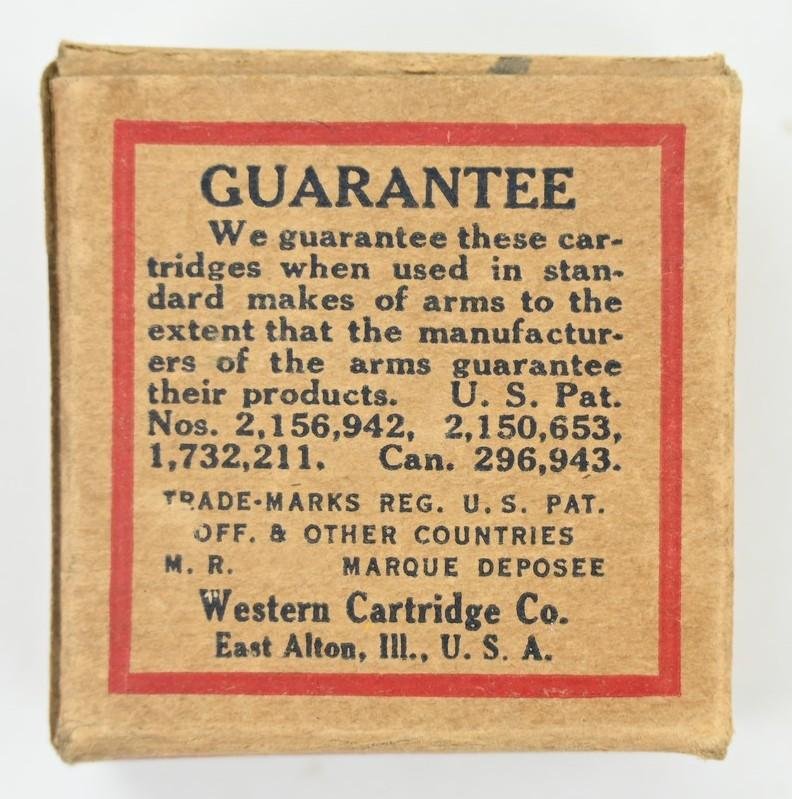 GUARANTEE
We guarantee these car-
tridges when used in stan-
dard makes of arms to the
extent that the manufactur-
ers of the arms guarantee
their products. U. S. Pat.
Nos. 2,156,942, 2,150,653,
1,732,211. Can. 296,943.
TRADE-MARKS REG. U. S. PAT.
OFF. & OTHER COUNTRIES
M. R. MARQUE DEPOSEE
Western Cartridge Co.
East Alton, Ill., U. S. A.